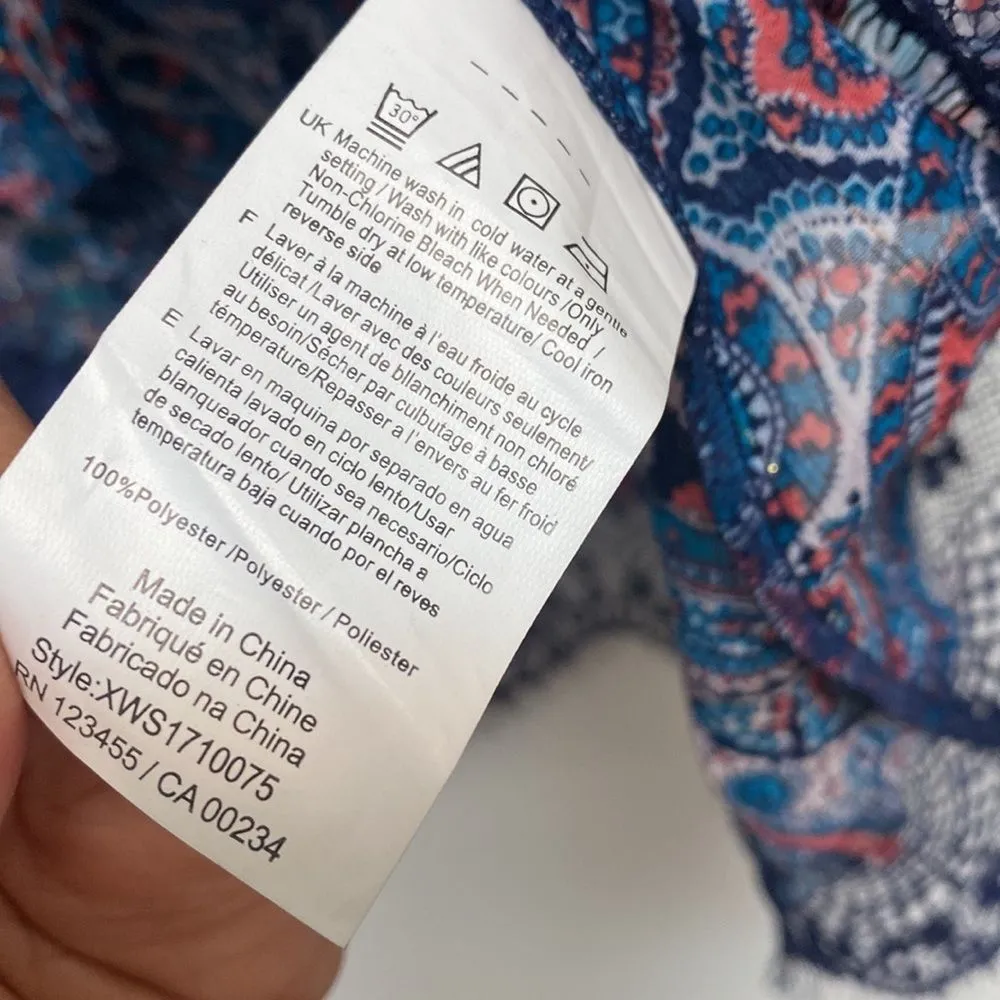 30°
UK Machine wash in cold water at a gentle
setting / Wash with like colours /Only
Non-Chlorine Bleach When Needed /
Tumble dry at low temperature/ Cool iron
reverse side
F Laver à la machine à l'eau froide au cycle
délicat /Laver avec des couleurs seulement/
Utiliser un agent de blanchiment non chloré
au besoin/Sécher par culbutage à basse
température/Repasser a l'envers au fer froid
E Lavar en maquina por separado en agua
calienta lavado en ciclo lento/Usar
blanqueador cuando sea necesario/Ciclo
de secado lento/ Utilizar plancha a
temperatura baja cuando por el reves
100%Polyester /Polyester / Poliester
Made in China
Fabriqué en Chine
Fabricado na China
Style:XWS1710075
RN 123455 / CA 00234